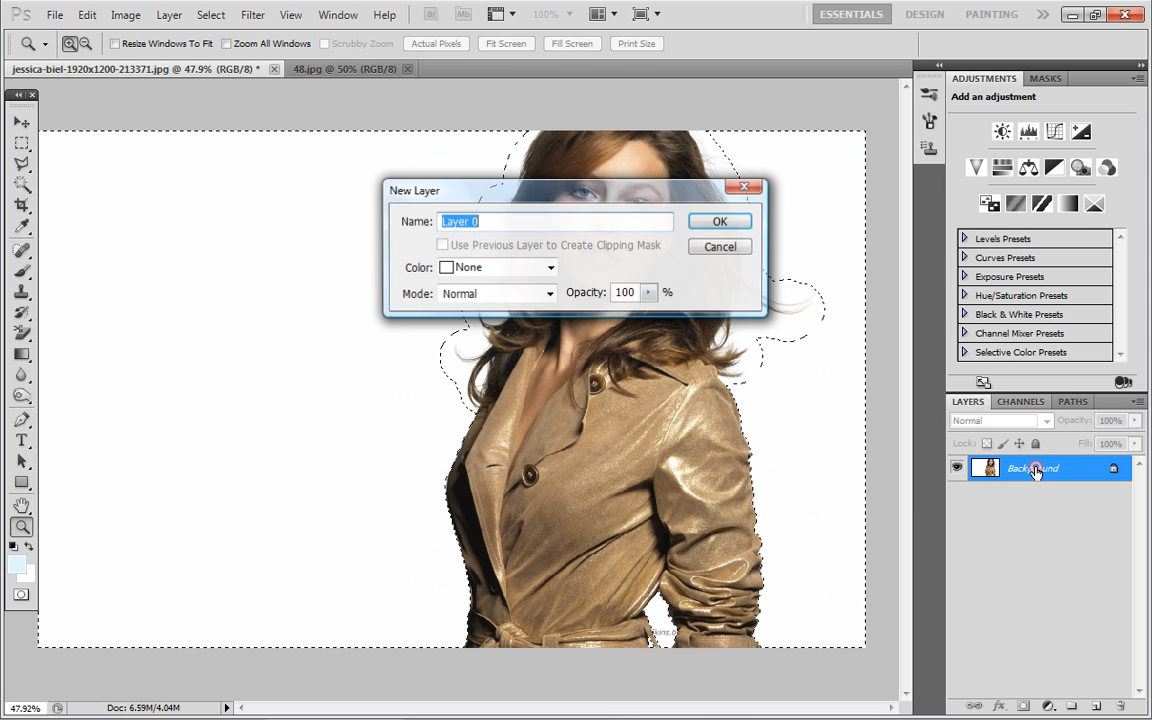 Ps File Edit Image Layer Select Filter View Window Help Br Mb 100% ESSENTIALS DESIGN PAINTING
Resize Windows To Fit Zoom All Windows Scrubby Zoom Actual Pixels Fit Screen Fill Screen Print Size
jessica-biel-1920x1200-213371.jpg @ 47.9% (RGB/8) * 48.jpg @ 50% (RGB/8)
ADJUSTMENTS MASKS
Add an adjustment
New Layer
Name: Layer 0 OK
Use Previous Layer to Create Clipping Mask Cancel
Color: None
Mode: Normal Opacity: 100 %
Levels Presets
Curves Presets
Exposure Presets
Hue/Saturation Presets
Black & White Presets
Channel Mixer Presets
Selective Color Presets
LAYERS CHANNELS PATHS
Normal Opacity: 100%
Lock: Fill: 100%
Background
T
47.92% Doc: 6.59M/4.04M
fx